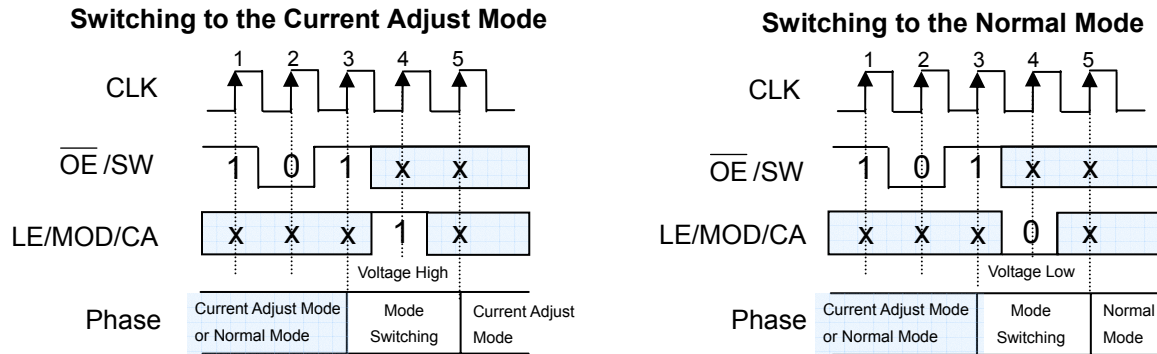 Switching to the Current Adjust Mode
1 2 3 4 5
CLK
OE/SW
1 0 1 x x
LE/MOD/CA
x x x 1 x
Voltage High
Phase
Current Adjust Mode
or Normal Mode
Mode
Switching
Current Adjust
Mode
Switching to the Normal Mode
1 2 3 4 5
CLK
OE/SW
1 0 1 x x
LE/MOD/CA
x x x 0 x
Voltage Low
Phase
Current Adjust Mode
or Normal Mode
Mode
Switching
Normal
Mode